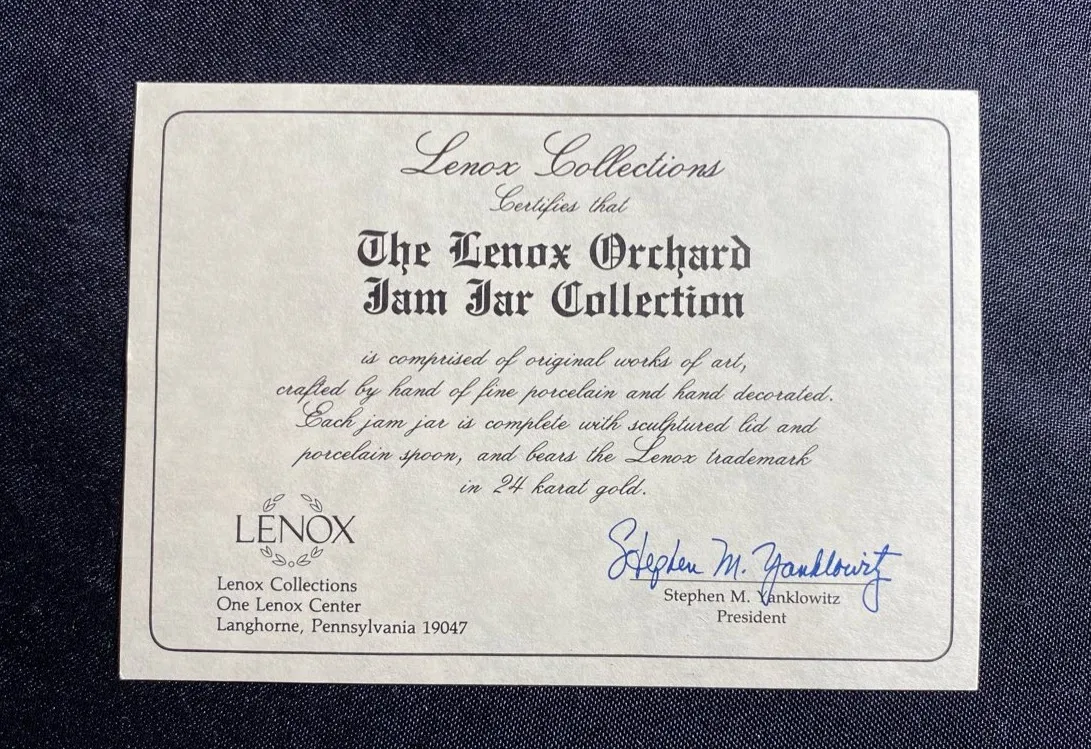 Lenox Collections
Certifies that
The Lenox Orchard
Jam Jar Collection
is comprised of original works of art,
crafted by hand of fine porcelain and hand decorated.
Each jam jar is complete with sculptured lid and
porcelain spoon, and bears the Lenox trademark
in 24 karat gold.
LENOX
Lenox Collections
One Lenox Center
Langhorne, Pennsylvania 19047
Stephen M. Yanklowitz
Stephen M. Yanklowitz
President